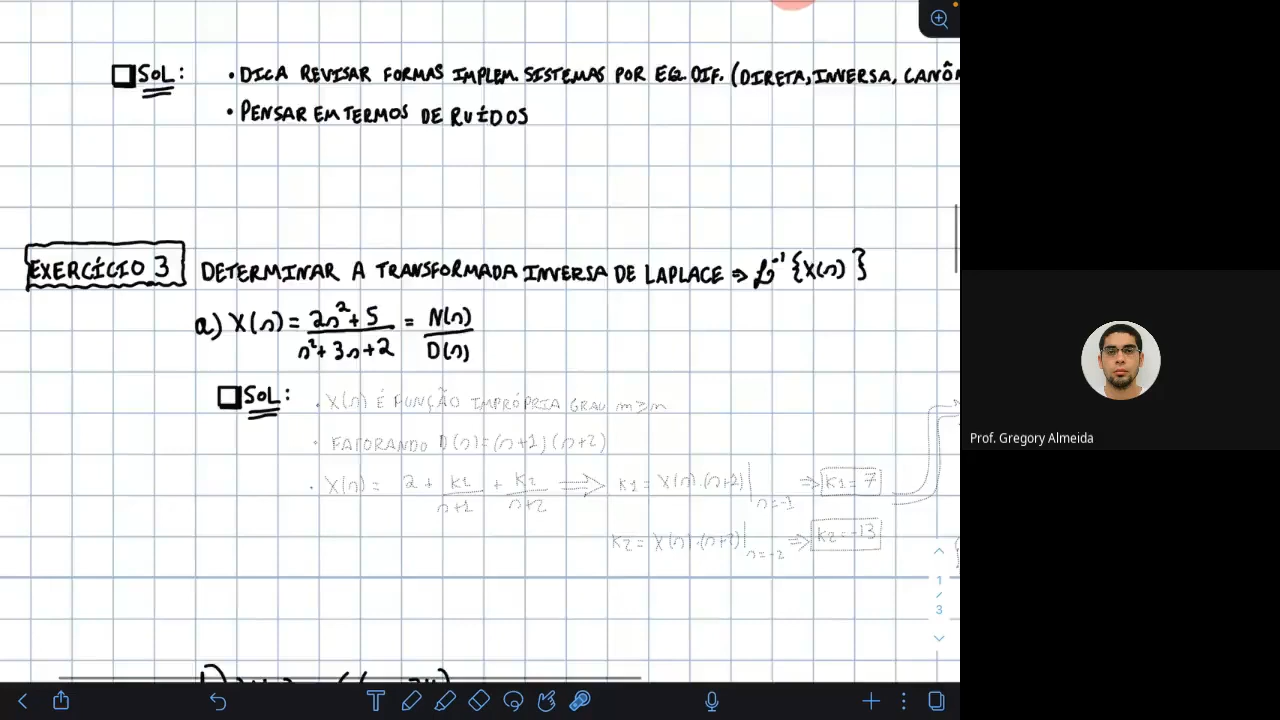 SOL: • DICA REVISAR FORMAS IMPLEM. SISTEMAS POR EQ. DIF. (DIRETA, INVERSA, CANÔN
• PENSAR EM TERMOS DE RUÍDOS
EXERCÍCIO 3 DETERMINAR A TRANSFORMADA INVERSA DE LAPLACE ⇒ ℒ⁻¹{X(s)}
a) X(s) = 2s²+5 / s²+3s+2 = N(s) / D(s)
SOL: • X(s) É FUNÇÃO IMPRÓPRIA GRAU m≥n
• FATORANDO D(s)=(s+1)(s+2)
• X(s) = 2 + K1/s+1 + K2/s+2 ⟹ K1 = X(s)·(s+2)|s=-1 ⇒ K1 = 7
K2 = X(s)·(s+2)|s=-2 ⇒ K2 = -13
Prof. Gregory Almeida
1
/
3
T